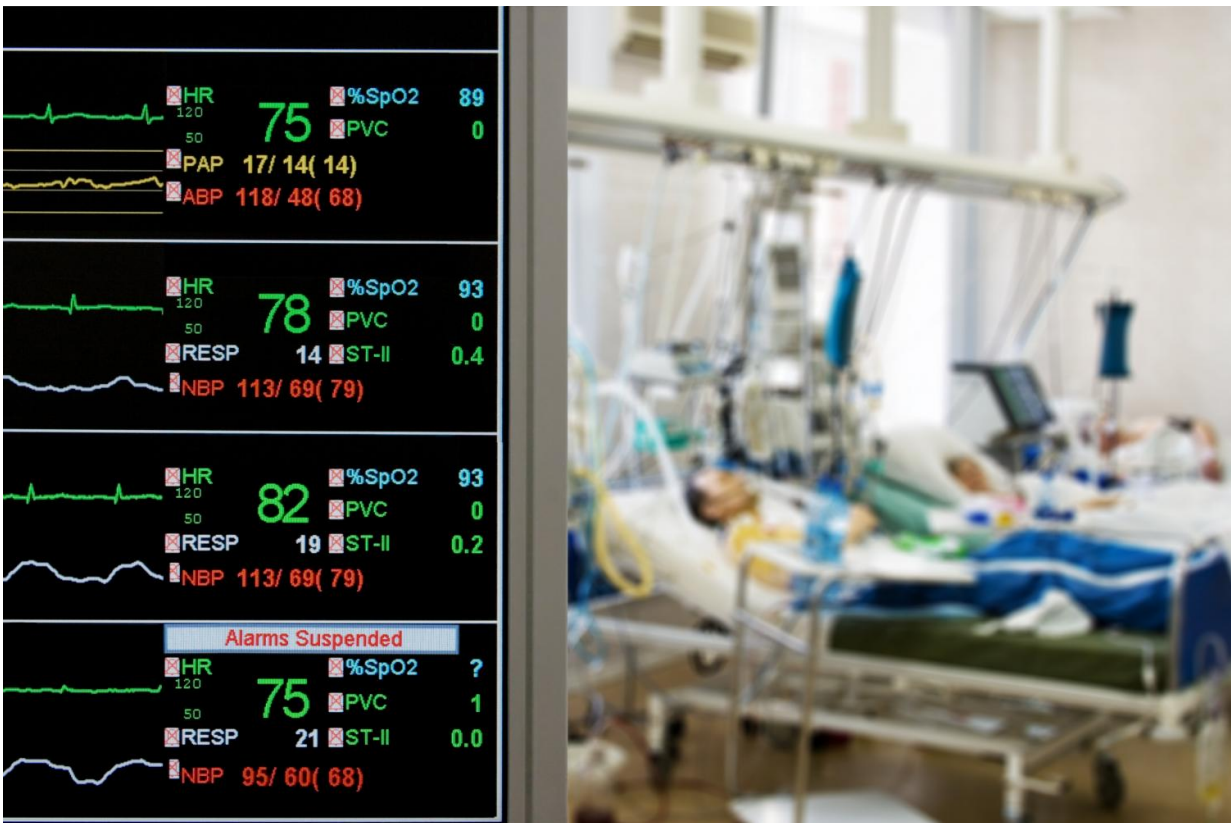 HR 75 %SpO2 89
120
50 PVC 0
PAP 17/ 14( 14)
ABP 118/ 48( 68)
HR 78 %SpO2 93
120
50 PVC 0
RESP 14 ST-II 0.4
NBP 113/ 69( 79)
HR 82 %SpO2 93
120
50 PVC 0
RESP 19 ST-II 0.2
NBP 113/ 69( 79)
Alarms Suspended
HR 75 %SpO2 ?
120
50 PVC 1
RESP 21 ST-II 0.0
NBP 95/ 60( 68)